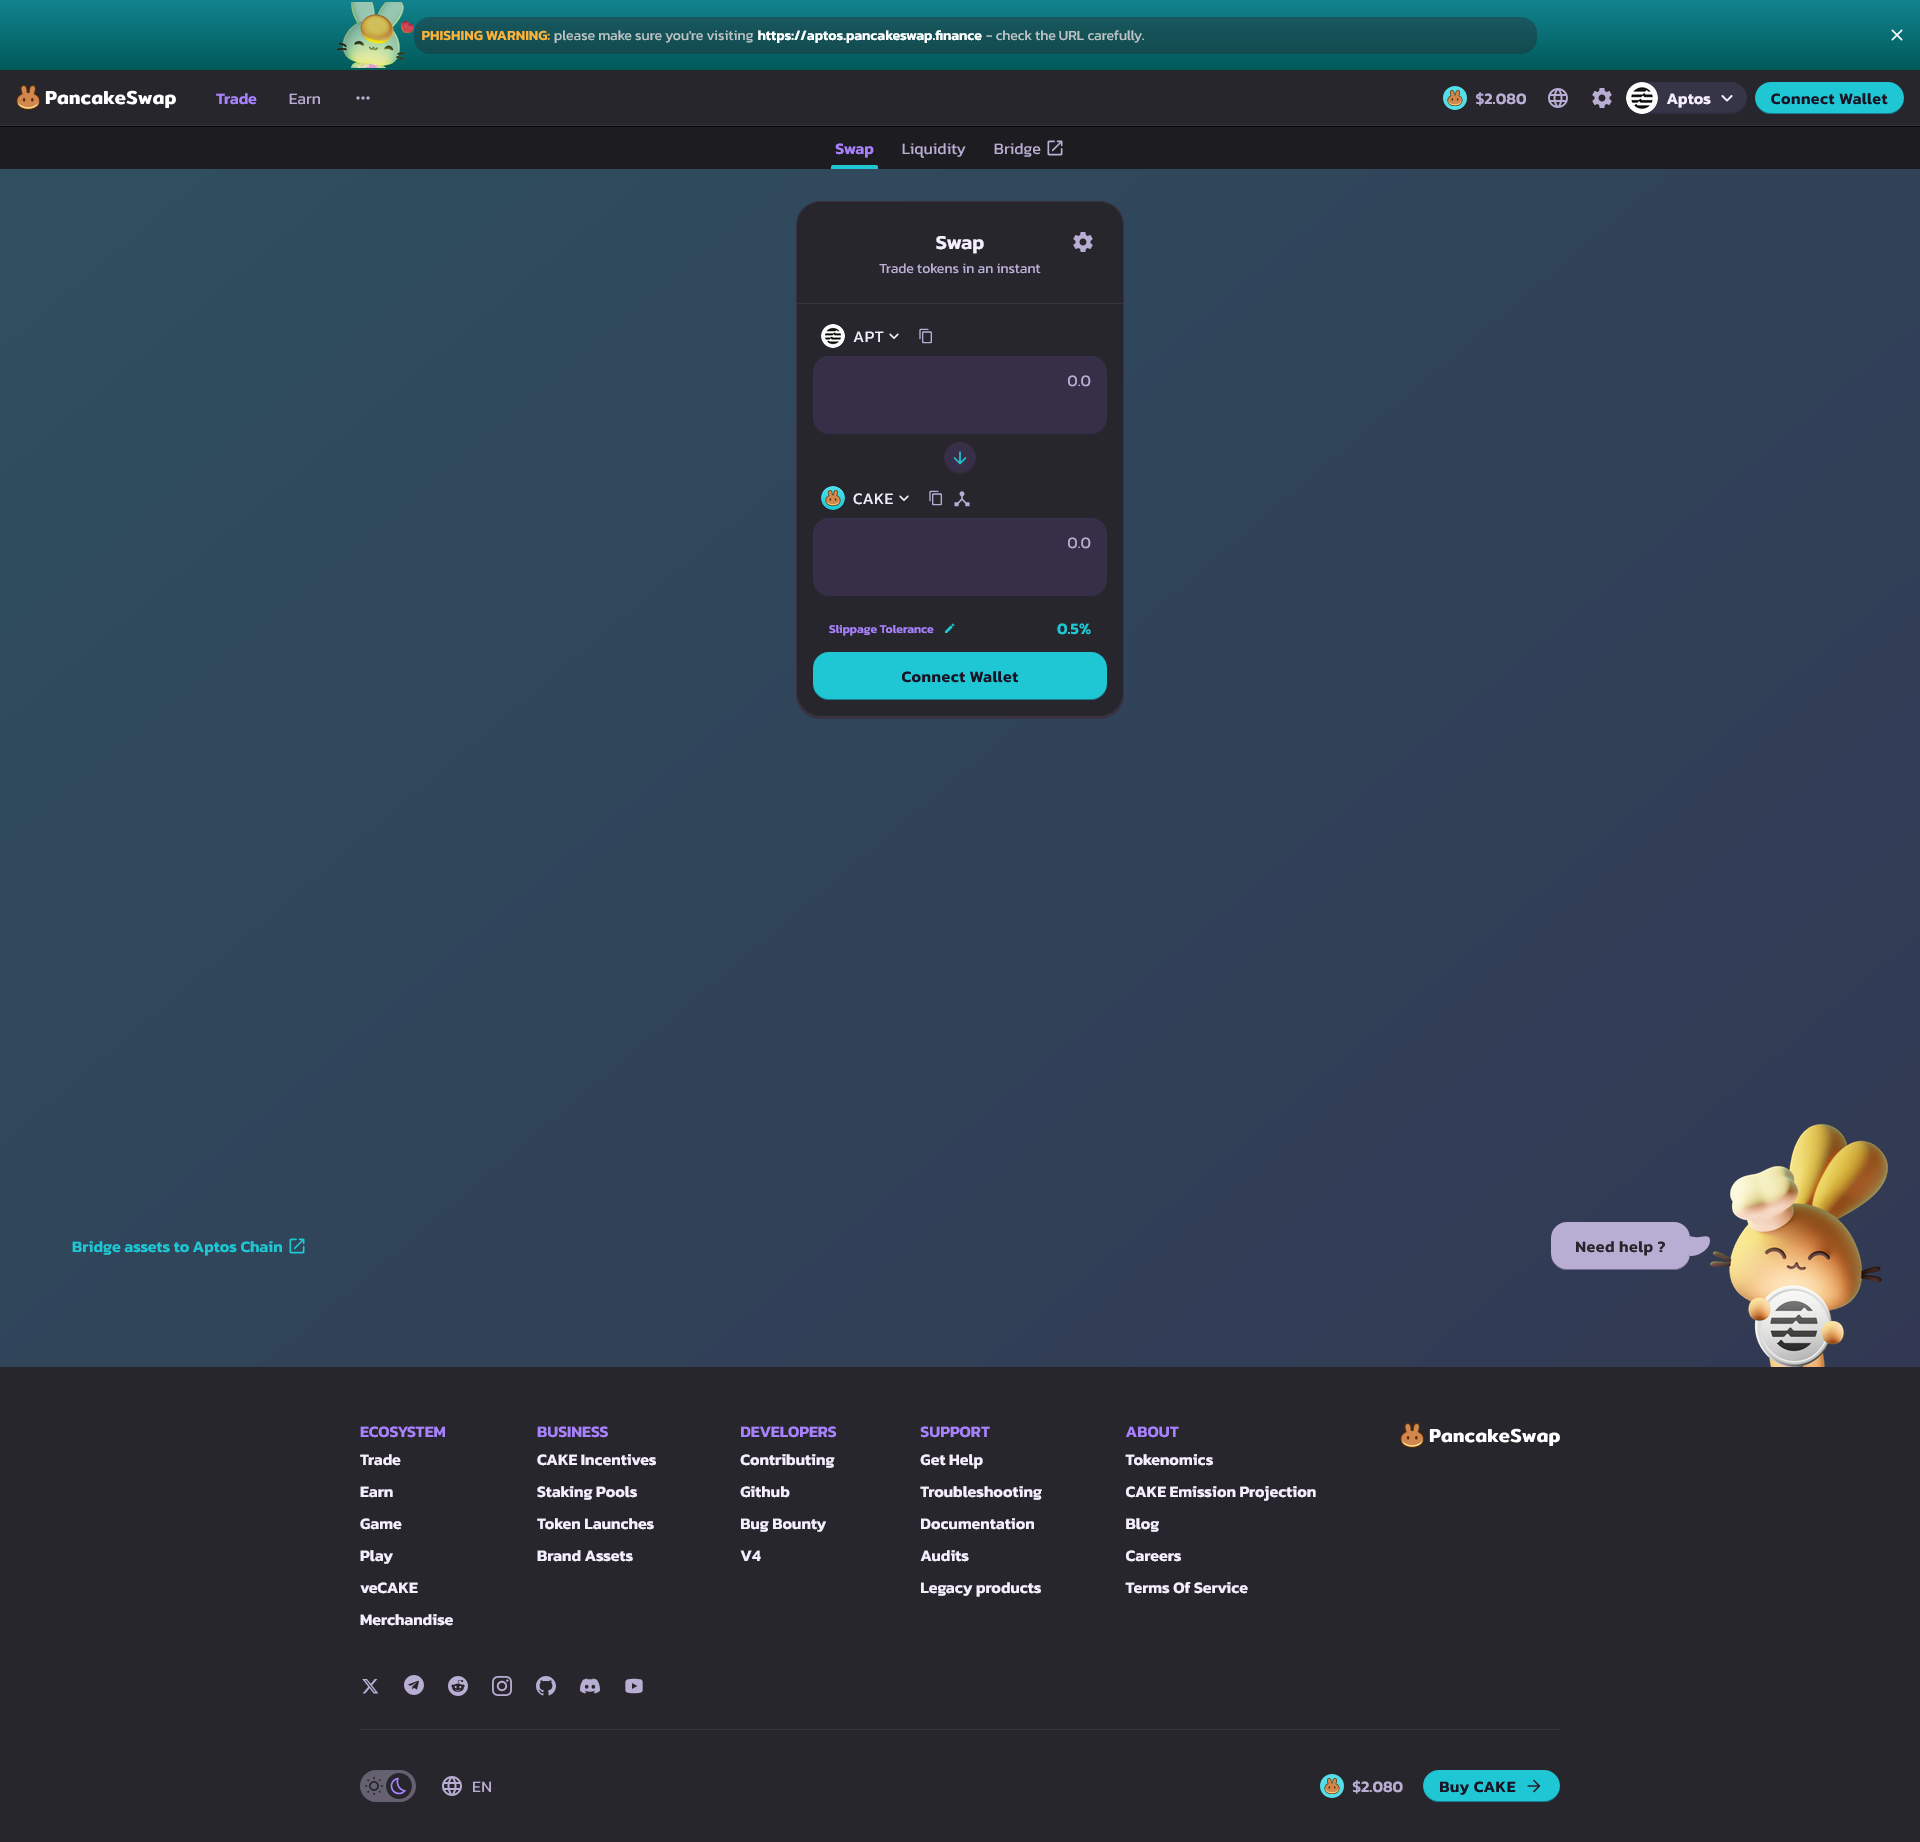 PHISHING WARNING: please make sure you're visiting https://aptos.pancakeswap.finance - check the URL carefully.
PancakeSwap Trade Earn $2.080 Aptos Connect Wallet
Swap Liquidity Bridge
Swap
Trade tokens in an instant
APT
0.0
CAKE
0.0
Slippage Tolerance 0.5%
Connect Wallet
Bridge assets to Aptos Chain
Need help ?
ECOSYSTEM
Trade
Earn
Game
Play
veCAKE
Merchandise
BUSINESS
CAKE Incentives
Staking Pools
Token Launches
Brand Assets
DEVELOPERS
Contributing
Github
Bug Bounty
V4
SUPPORT
Get Help
Troubleshooting
Documentation
Audits
Legacy products
ABOUT
Tokenomics
CAKE Emission Projection
Blog
Careers
Terms Of Service
PancakeSwap
EN
$2.080
Buy CAKE